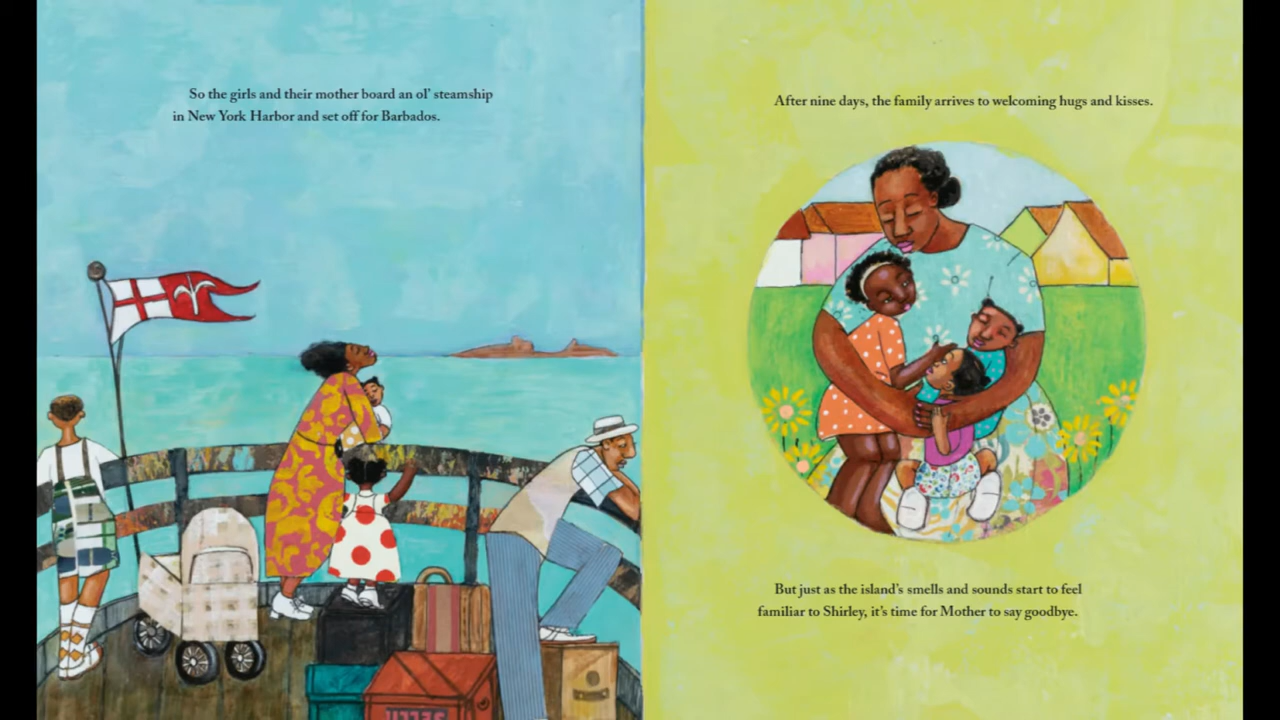 So the girls and their mother board an ol’ steamship
in New York Harbor and set off for Barbados.
After nine days, the family arrives to welcoming hugs and kisses.
But just as the island’s smells and sounds start to feel
familiar to Shirley, it’s time for Mother to say goodbye.